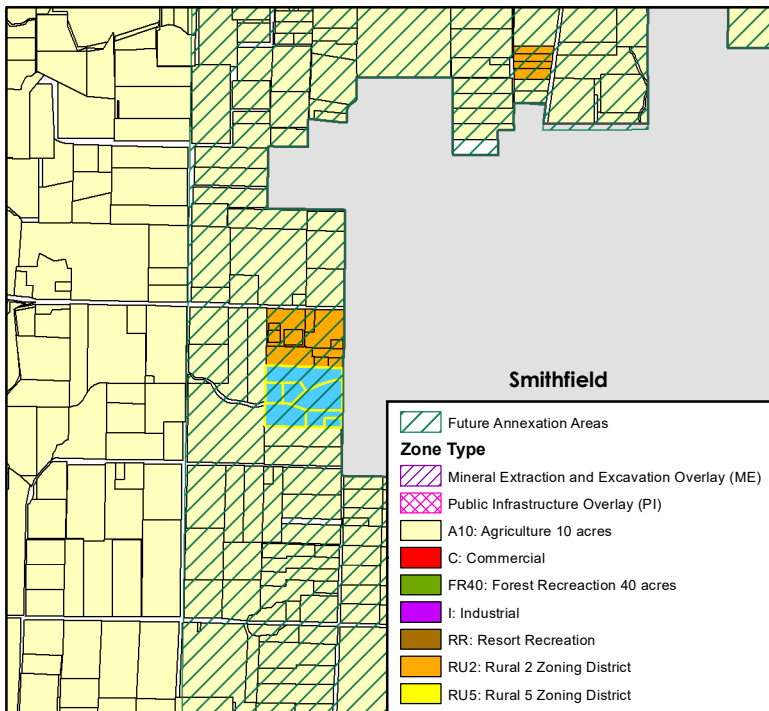 Smithfield
Future Annexation Areas
Zone Type
Mineral Extraction and Excavation Overlay (ME)
Public Infrastructure Overlay (PI)
A10: Agriculture 10 acres
C: Commercial
FR40: Forest Recreaction 40 acres
I: Industrial
RR: Resort Recreation
RU2: Rural 2 Zoning District
RU5: Rural 5 Zoning District